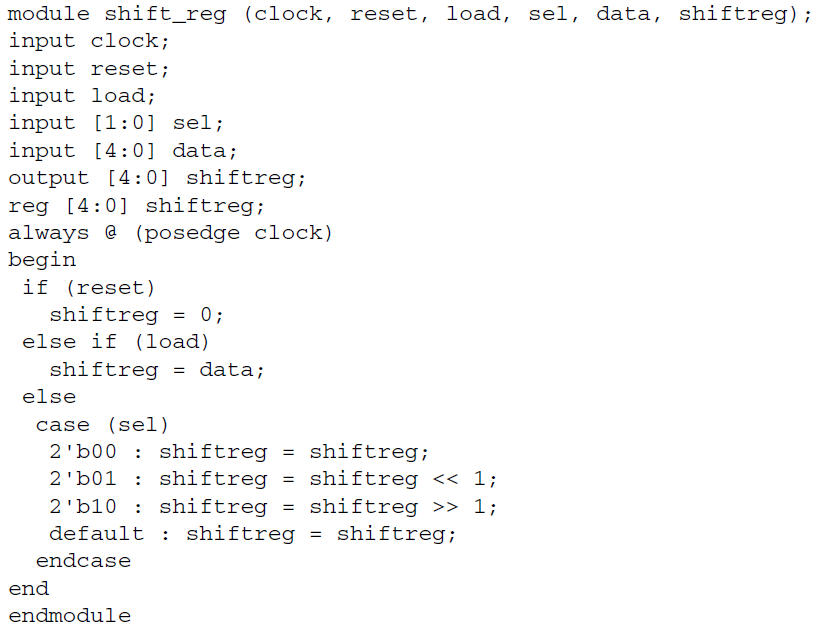 module shift_reg (clock, reset, load, sel, data, shiftreg);
input clock;
input reset;
input load;
input [1:0] sel;
input [4:0] data;
output [4:0] shiftreg;
reg [4:0] shiftreg;
always @ (posedge clock)
begin
 if (reset)
   shiftreg = 0;
 else if (load)
   shiftreg = data;
 else
  case (sel)
   2'b00 : shiftreg = shiftreg;
   2'b01 : shiftreg = shiftreg << 1;
   2'b10 : shiftreg = shiftreg >> 1;
   default : shiftreg = shiftreg;
  endcase
end
endmodule